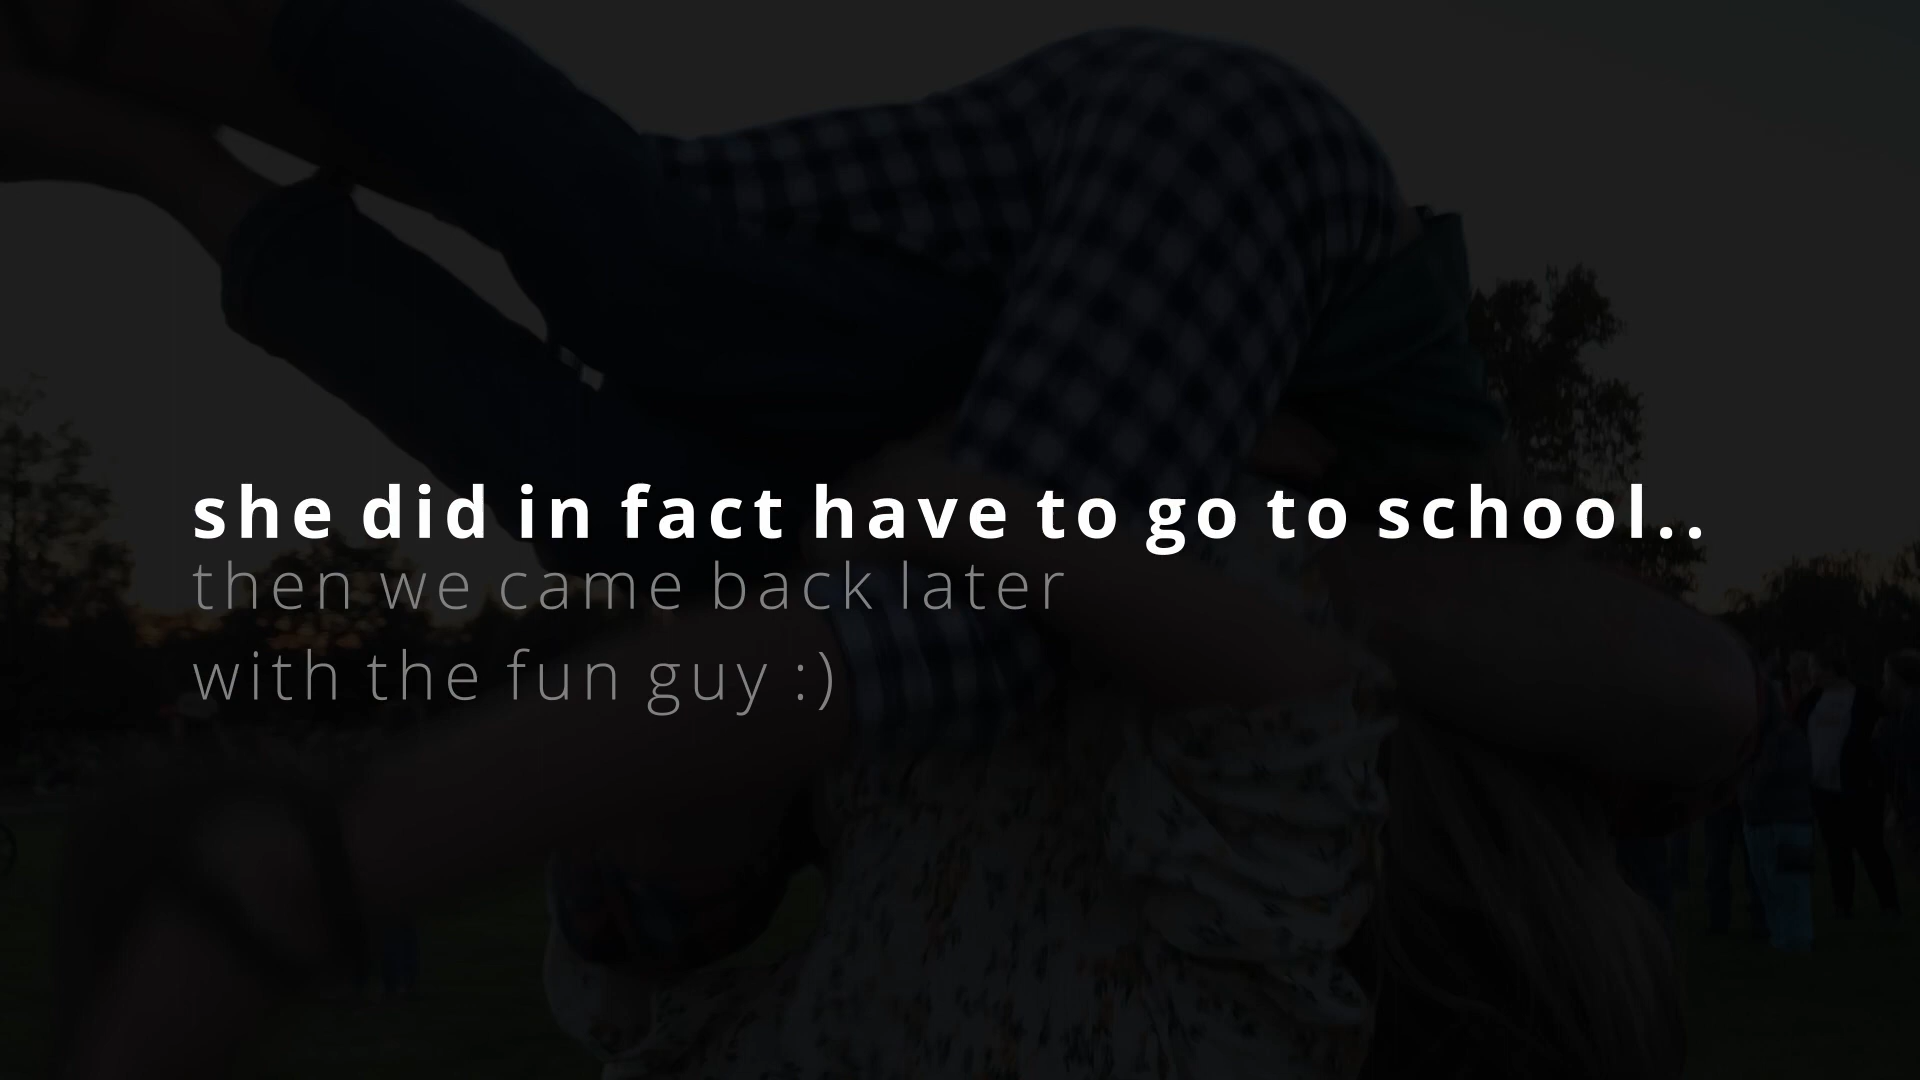 she did in fact have to go to school..
then we came back later
with the fun guy :)